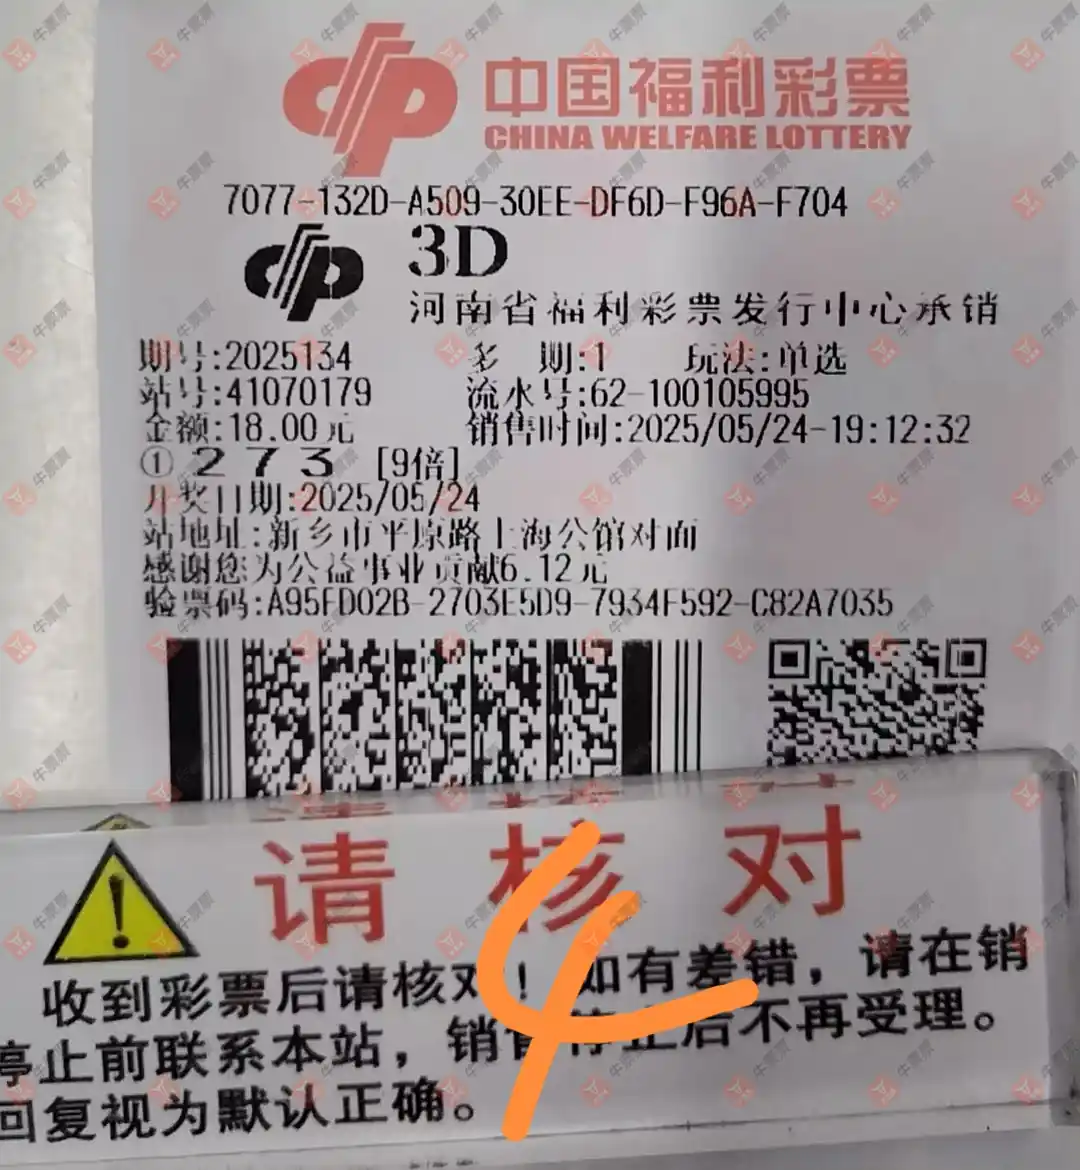 中国福利彩票
CHINA WELFARE LOTTERY
7077-132D-A509-30EE-DF6D-F96A-F704
3D
河南省福利彩票发行中心承销
期号:2025134 多 期:1 玩法:单选
站号:41070179 流水号:62-100105995
金额:18.00元 销售时间:2025/05/24-19:12:32
① 2 7 3 [9倍]
开奖日期:2025/05/24
站地址:新乡市平原路上海公馆对面
感谢您为公益事业贡献6.12元
验票码:A95FD02B-2703E5D9-7934F592-C82A7035
请核对
收到彩票后请核对！如有差错，请在销
停止前联系本站，销售停止后不再受理。
回复视为默认正确。
4
牛票票